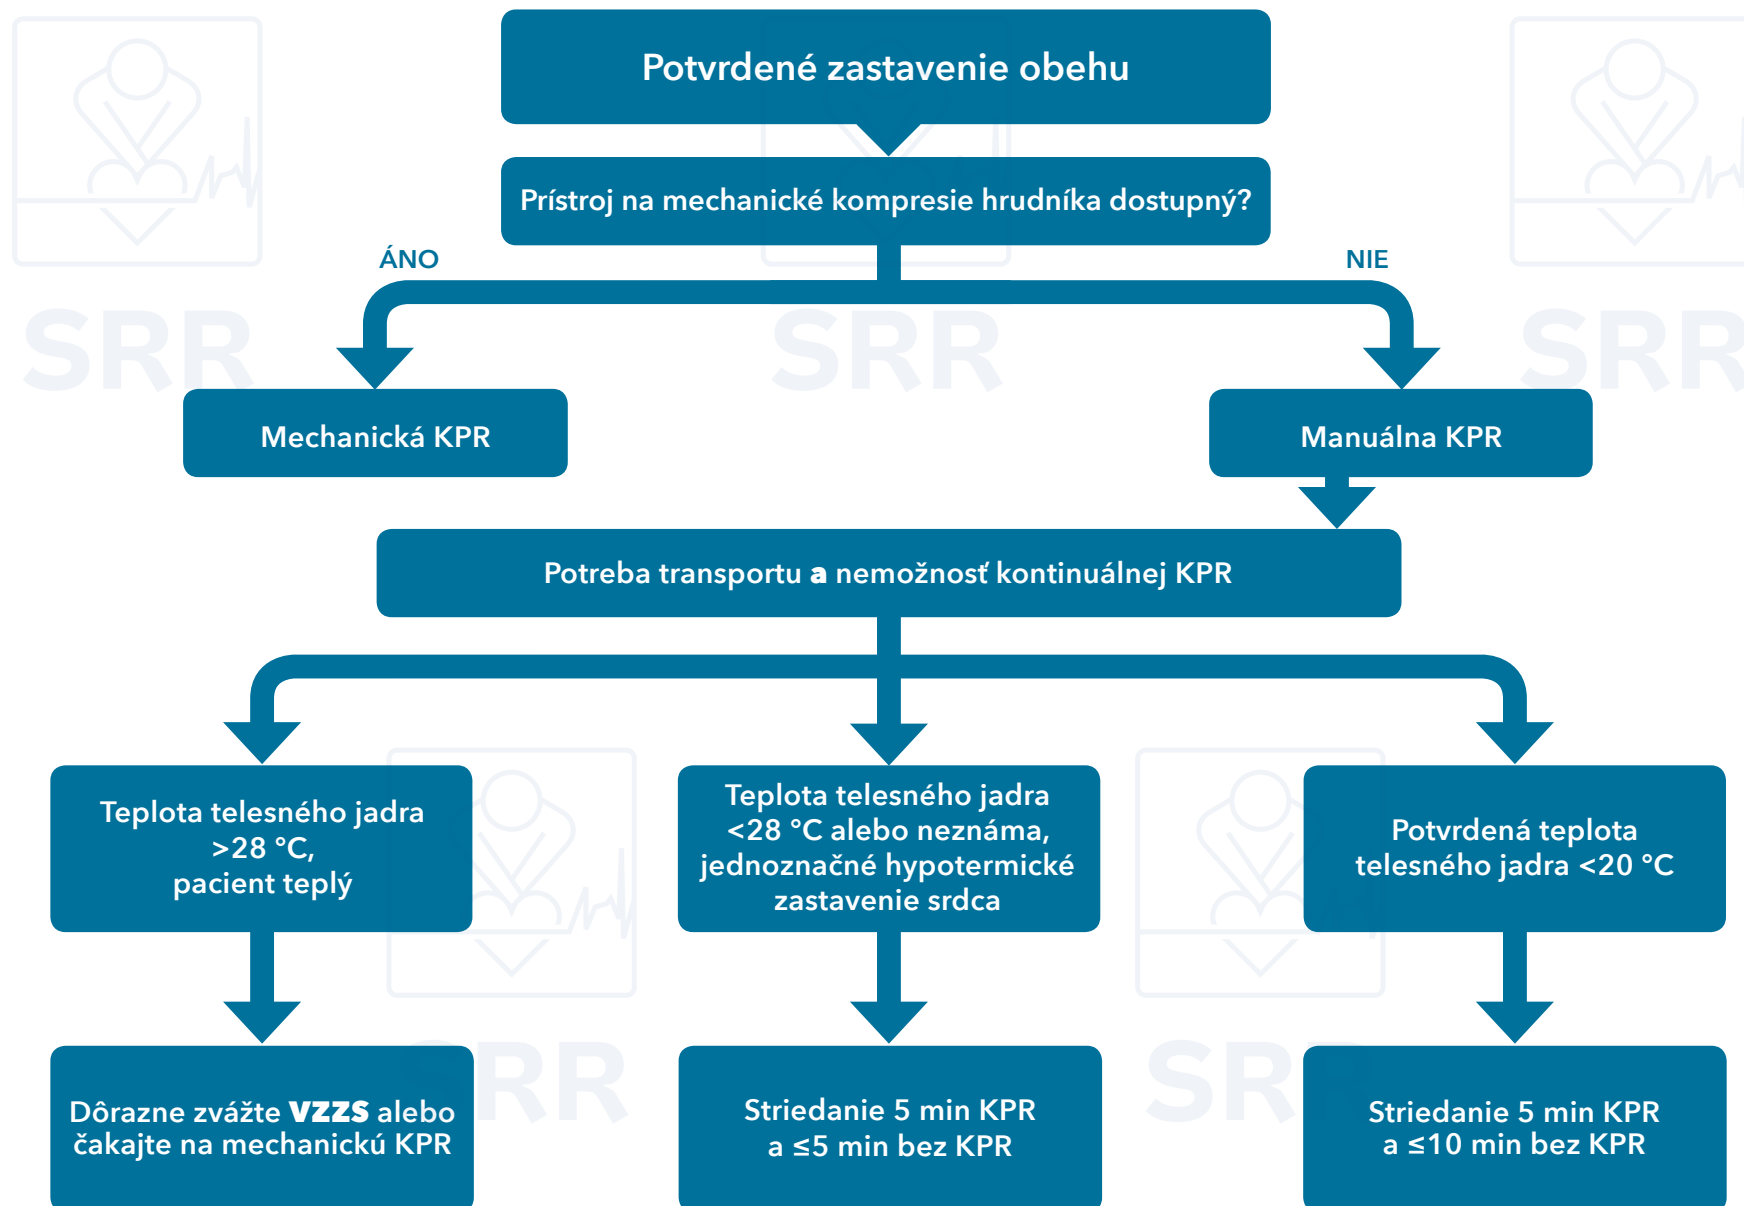 Potvrdené zastavenie obehu
Prístroj na mechanické kompresie hrudníka dostupný?
ÁNO
NIE
SRR
SRR
SRR
Mechanická KPR
Manuálna KPR
Potreba transportu a nemožnosť kontinuálnej KPR
Teplota telesného jadra
>28 °C,
pacient teplý
Teplota telesného jadra
<28 °C alebo neznáma,
jednoznačné hypotermické
zastavenie srdca
Potvrdená teplota
telesného jadra <20 °C
SRR
SRR
Dôrazne zvážte VZZS alebo
čakajte na mechanickú KPR
Striedanie 5 min KPR
a ≤5 min bez KPR
Striedanie 5 min KPR
a ≤10 min bez KPR